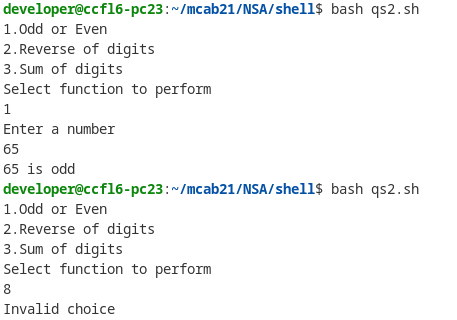 developer@ccfl6-pc23:~/mcab21/NSA/shell$ bash qs2.sh
1.Odd or Even
2.Reverse of digits
3.Sum of digits
Select function to perform
1
Enter a number
65
65 is odd
developer@ccfl6-pc23:~/mcab21/NSA/shell$ bash qs2.sh
1.Odd or Even
2.Reverse of digits
3.Sum of digits
Select function to perform
8
Invalid choice